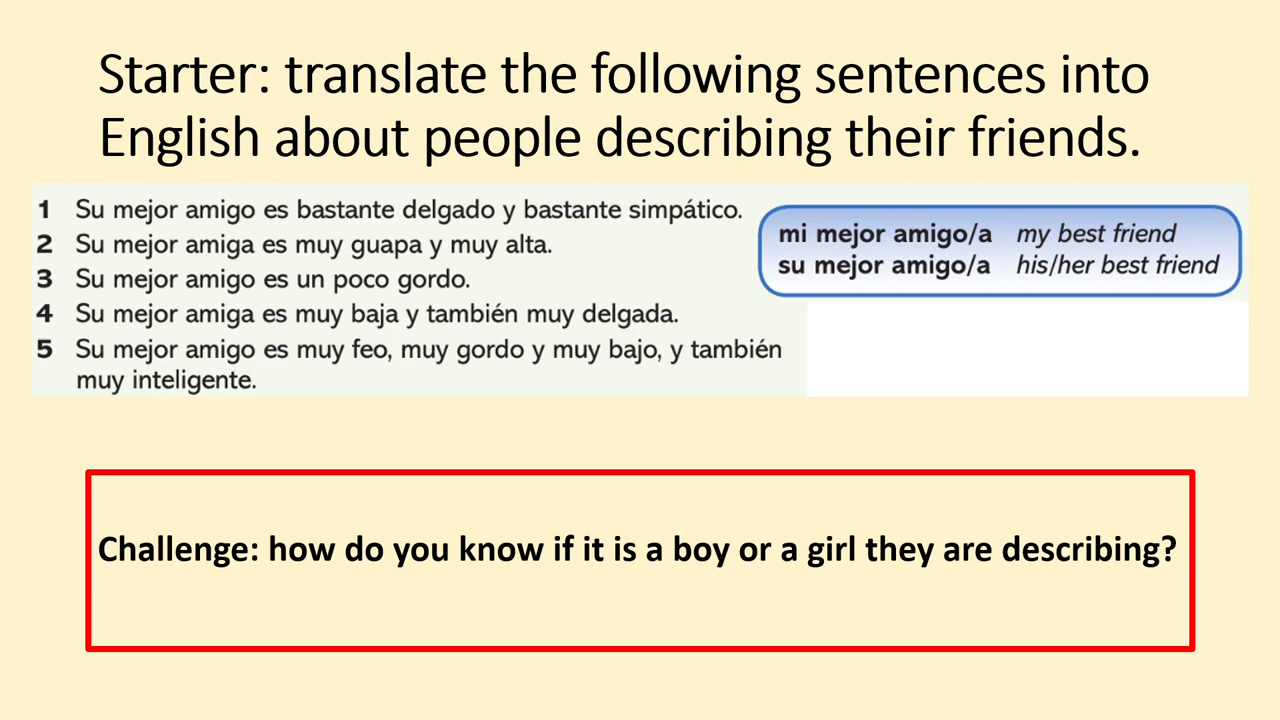 Starter: translate the following sentences into
English about people describing their friends.
1 Su mejor amigo es bastante delgado y bastante simpático.
2 Su mejor amiga es muy guapa y muy alta.
3 Su mejor amigo es un poco gordo.
4 Su mejor amiga es muy baja y también muy delgada.
5 Su mejor amigo es muy feo, muy gordo y muy bajo, y también
muy inteligente.
mi mejor amigo/a my best friend
su mejor amigo/a his/her best friend
Challenge: how do you know if it is a boy or a girl they are describing?